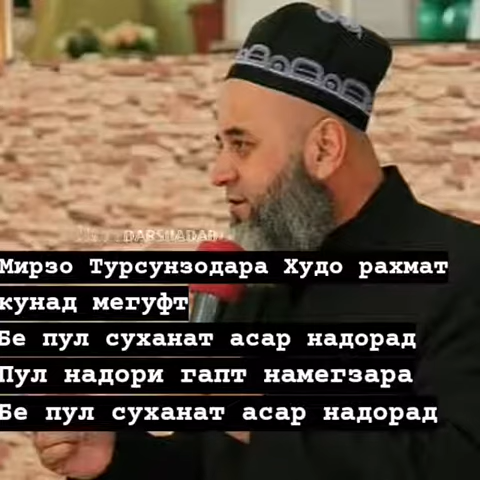 DARSHADAB
Мирзо Турсунзодара Худо рахмат
кунад мегуфт
Бе пул суханат асар надорад
Пул надори гапт намегзара
Бе пул суханат асар надорад